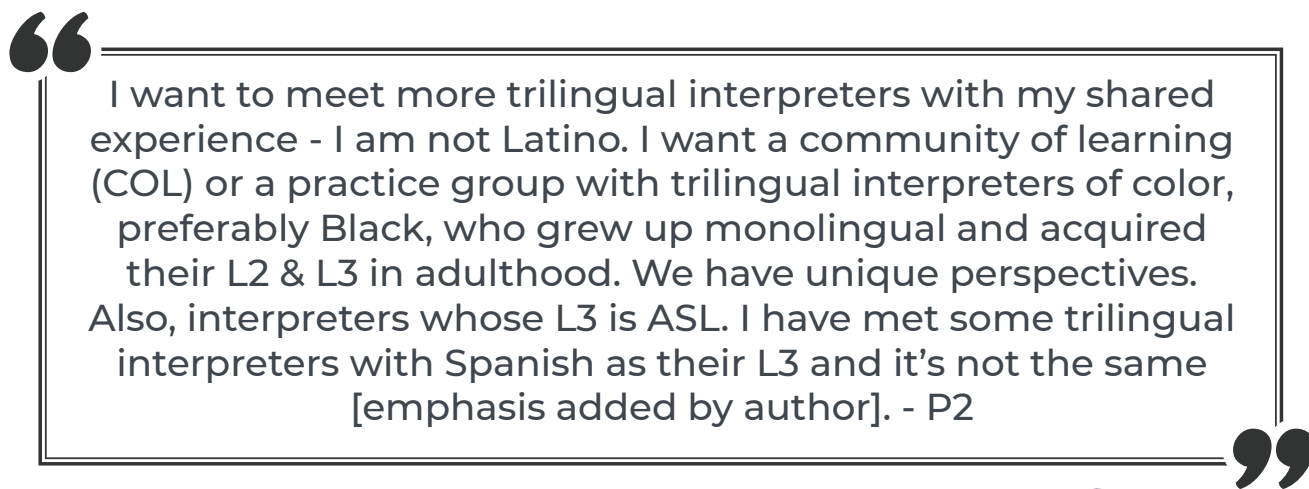 I want to meet more trilingual interpreters with my shared
experience - I am not Latino. I want a community of learning
(COL) or a practice group with trilingual interpreters of color,
preferably Black, who grew up monolingual and acquired
their L2 & L3 in adulthood. We have unique perspectives.
Also, interpreters whose L3 is ASL. I have met some trilingual
interpreters with Spanish as their L3 and it’s not the same
[emphasis added by author]. - P2